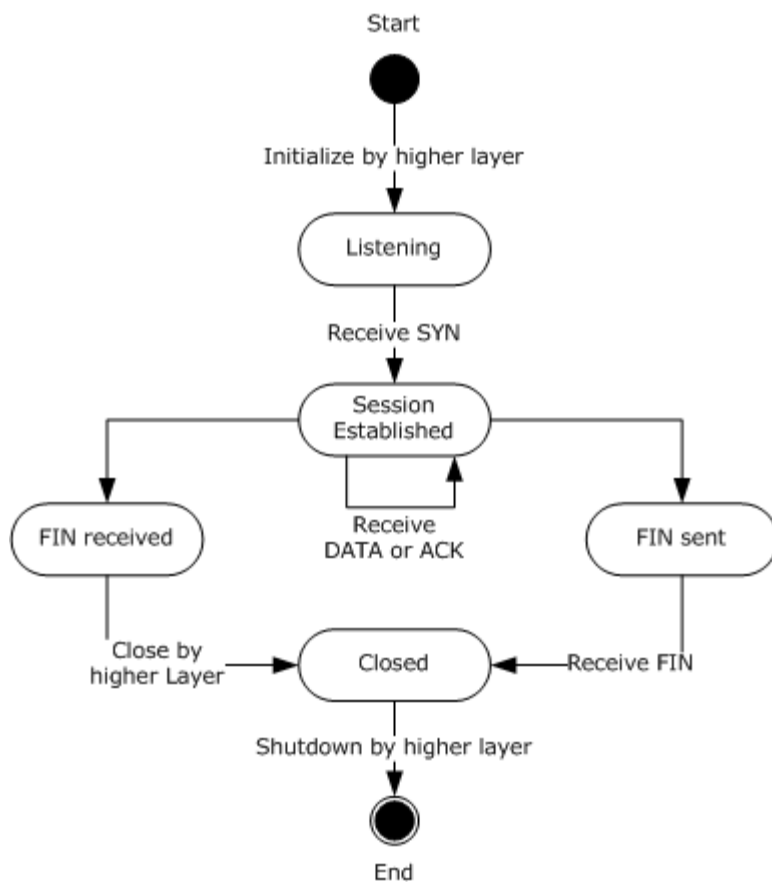 Start
Initialize by higher layer
Listening
Receive SYN
Session
Established
FIN received
Receive
DATA or ACK
FIN sent
Close by
higher Layer
Closed
Receive FIN
Shutdown by higher layer
End